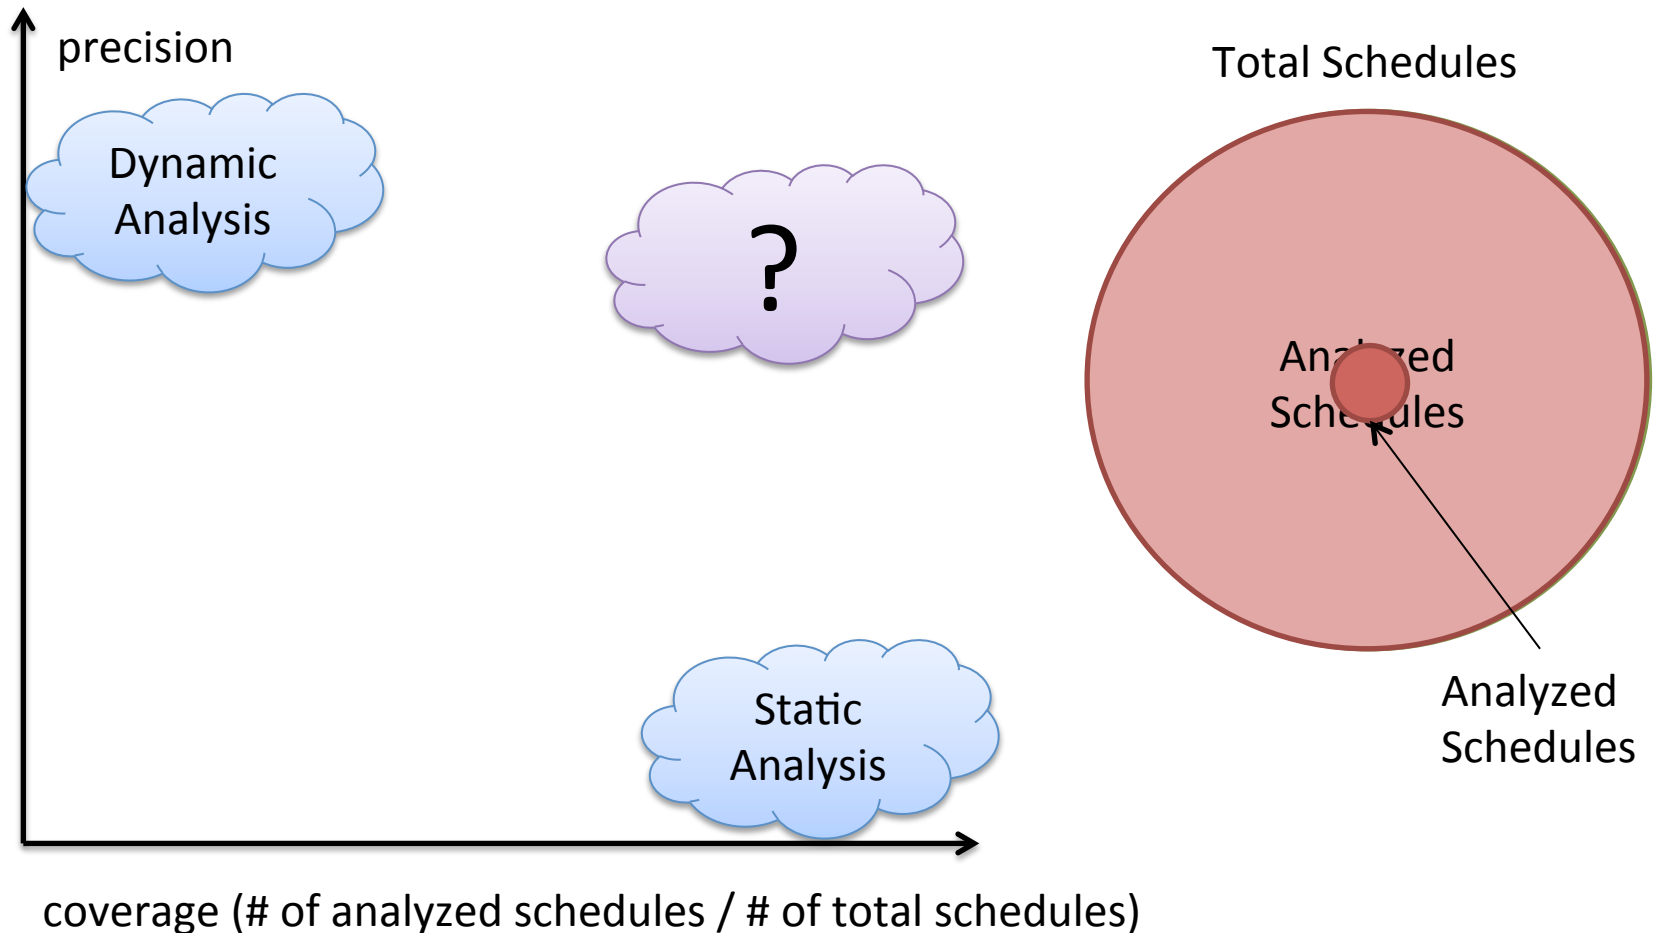 precision
Dynamic
Analysis
?
Static
Analysis
coverage (# of analyzed schedules / # of total schedules)
Total Schedules
Analyzed
Schedules
Analyzed
Schedules